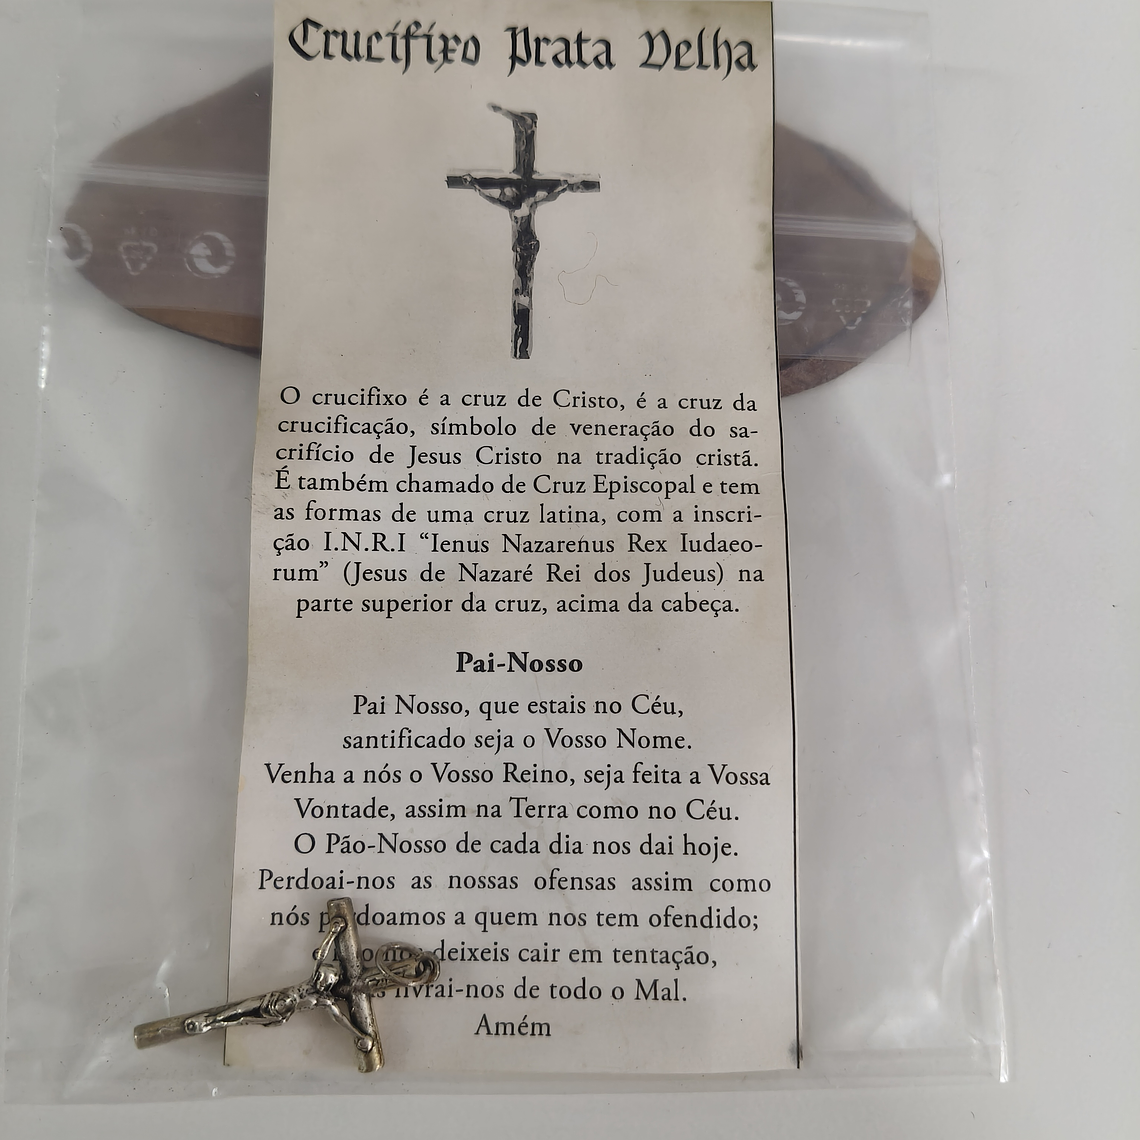 Crucifixo Prata Velha
O crucifixo é a cruz de Cristo, é a cruz da
crucificação, símbolo de veneração do sa-
crifício de Jesus Cristo na tradição cristã.
É também chamado de Cruz Episcopal e tem
as formas de uma cruz latina, com a inscri-
ção I.N.R.I “Ienus Nazarenus Rex Iudaeo-
rum” (Jesus de Nazaré Rei dos Judeus) na
parte superior da cruz, acima da cabeça.
Pai-Nosso
Pai Nosso, que estais no Céu,
santificado seja o Vosso Nome.
Venha a nós o Vosso Reino, seja feita a Vossa
Vontade, assim na Terra como no Céu.
O Pão-Nosso de cada dia nos dai hoje.
Perdoai-nos as nossas ofensas assim como
nós perdoamos a quem nos tem ofendido;
deixeis cair em tentação,
livrai-nos de todo o Mal.
Amém